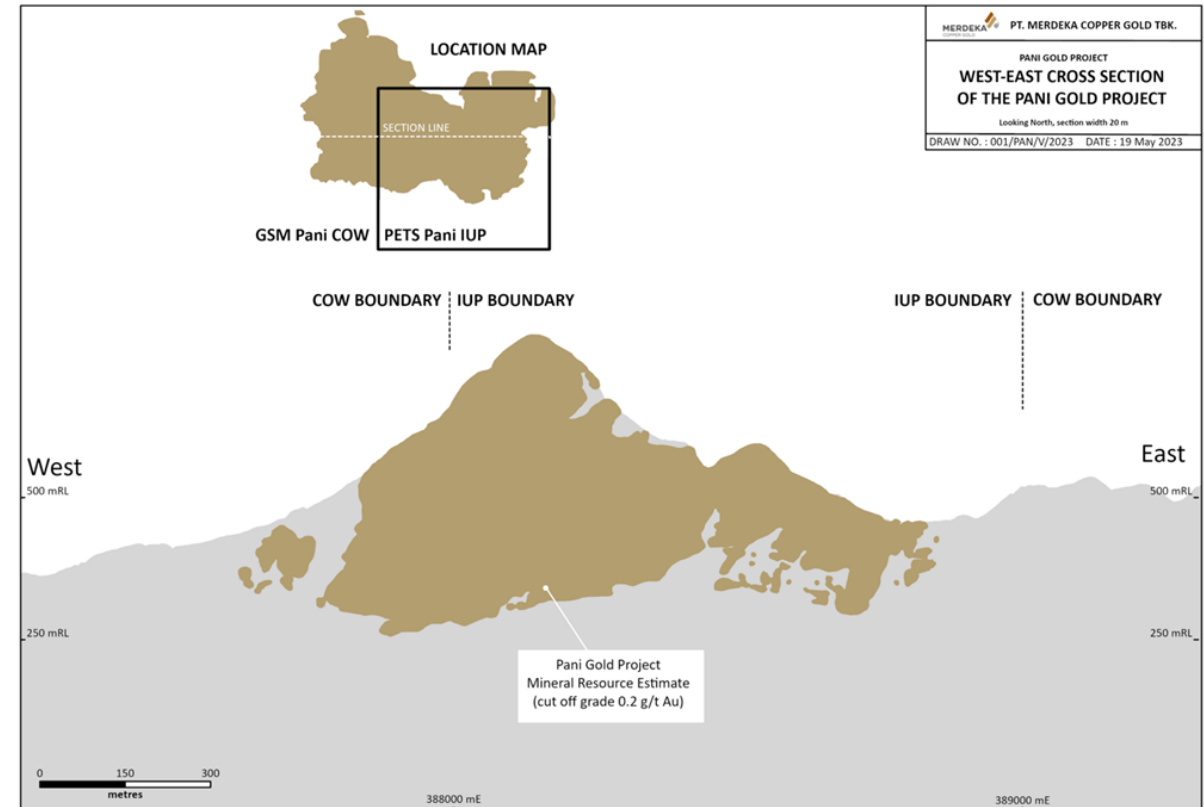 MERDEKA
COPPER GOLD
PT. MERDEKA COPPER GOLD TBK.
PANI GOLD PROJECT
WEST-EAST CROSS SECTION
OF THE PANI GOLD PROJECT
Looking North, section width 20 m
DRAW NO. : 001/PAN/V/2023 DATE : 19 May 2023
LOCATION MAP
SECTION LINE
GSM Pani COW PETS Pani IUP
COW BOUNDARY IUP BOUNDARY
IUP BOUNDARY COW BOUNDARY
West
East
500 mRL
500 mRL
250 mRL
250 mRL
Pani Gold Project
Mineral Resource Estimate
(cut off grade 0.2 g/t Au)
0 150 300
metres
388000 mE
389000 mE